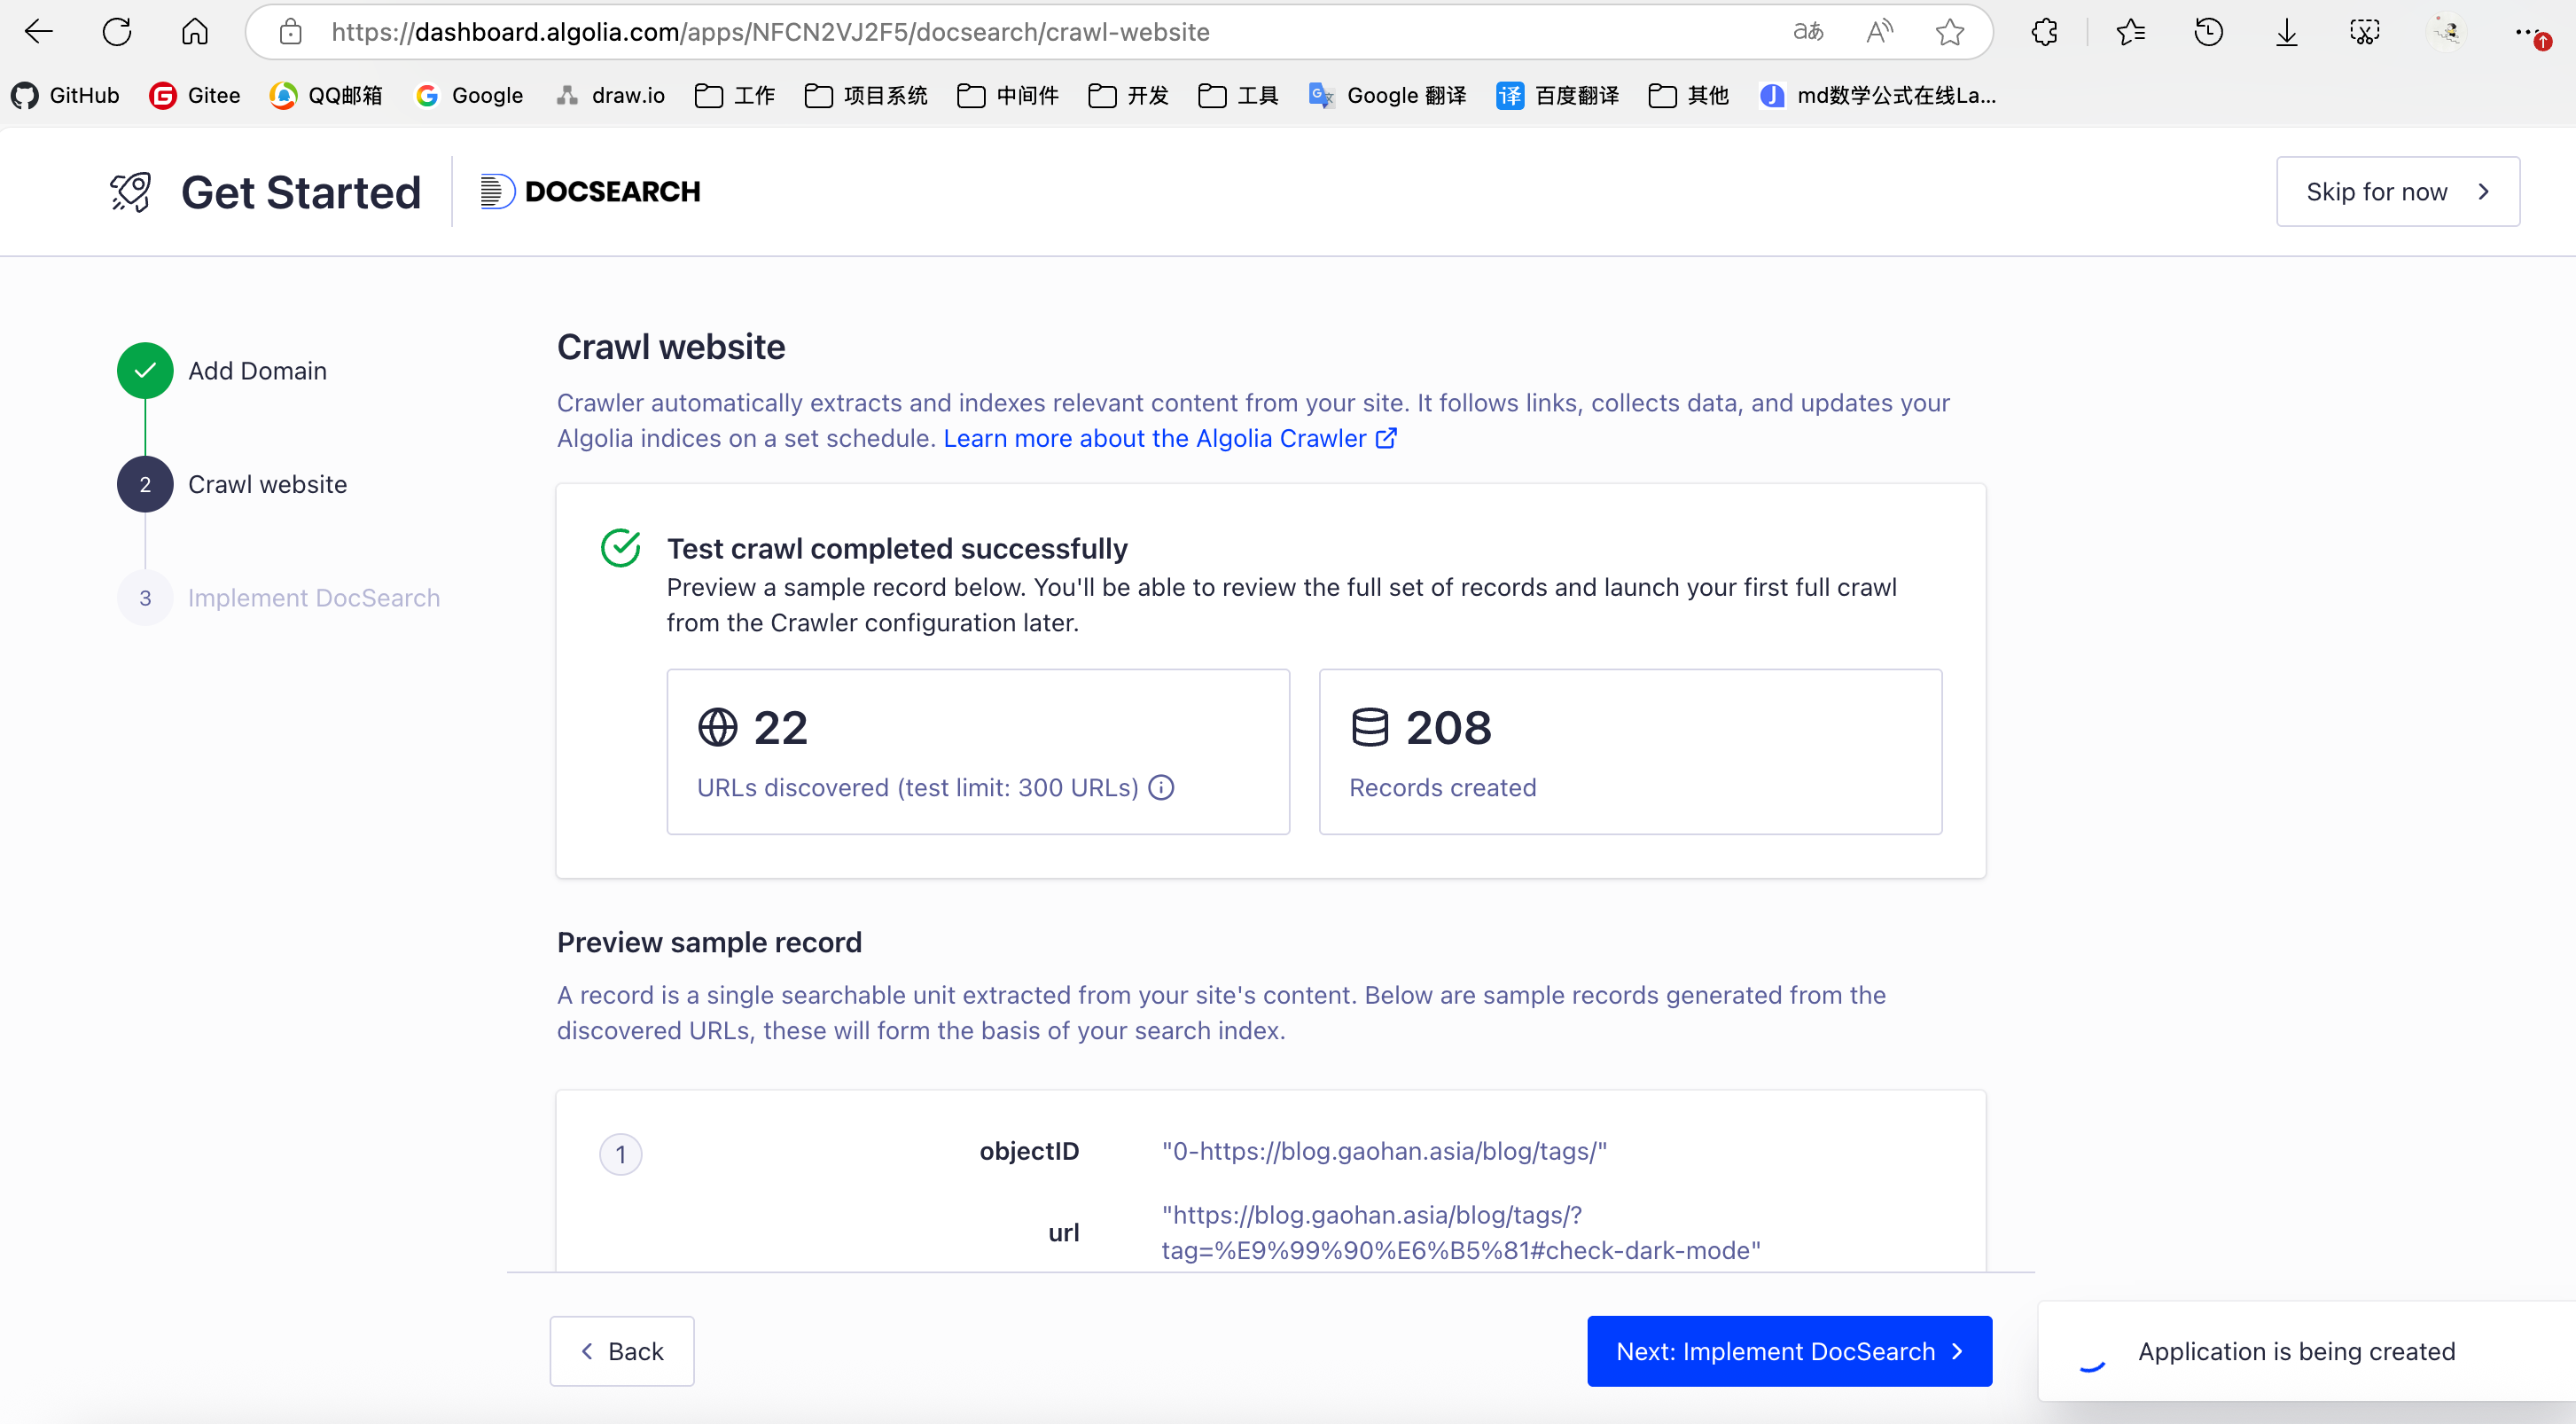 https://dashboard.algolia.com/apps/NFCN2VJ2F5/docsearch/crawl-website
GitHub Gitee QQ邮箱 Google draw.io 工作 项目系统 中间件 开发 工具 Google 翻译 百度翻译 其他 md数学公式在线La...
Get Started DOCSEARCH
Skip for now
Add Domain
2 Crawl website
3 Implement DocSearch
Crawl website
Crawler automatically extracts and indexes relevant content from your site. It follows links, collects data, and updates your
Algolia indices on a set schedule. Learn more about the Algolia Crawler
Test crawl completed successfully
Preview a sample record below. You'll be able to review the full set of records and launch your first full crawl
from the Crawler configuration later.
22
URLs discovered (test limit: 300 URLs)
208
Records created
Preview sample record
A record is a single searchable unit extracted from your site's content. Below are sample records generated from the
discovered URLs, these will form the basis of your search index.
1
objectID "0-https://blog.gaohan.asia/blog/tags/"
url "https://blog.gaohan.asia/blog/tags/?
tag=%E9%99%90%E6%B5%81#check-dark-mode"
Back
Next: Implement DocSearch
Application is being created